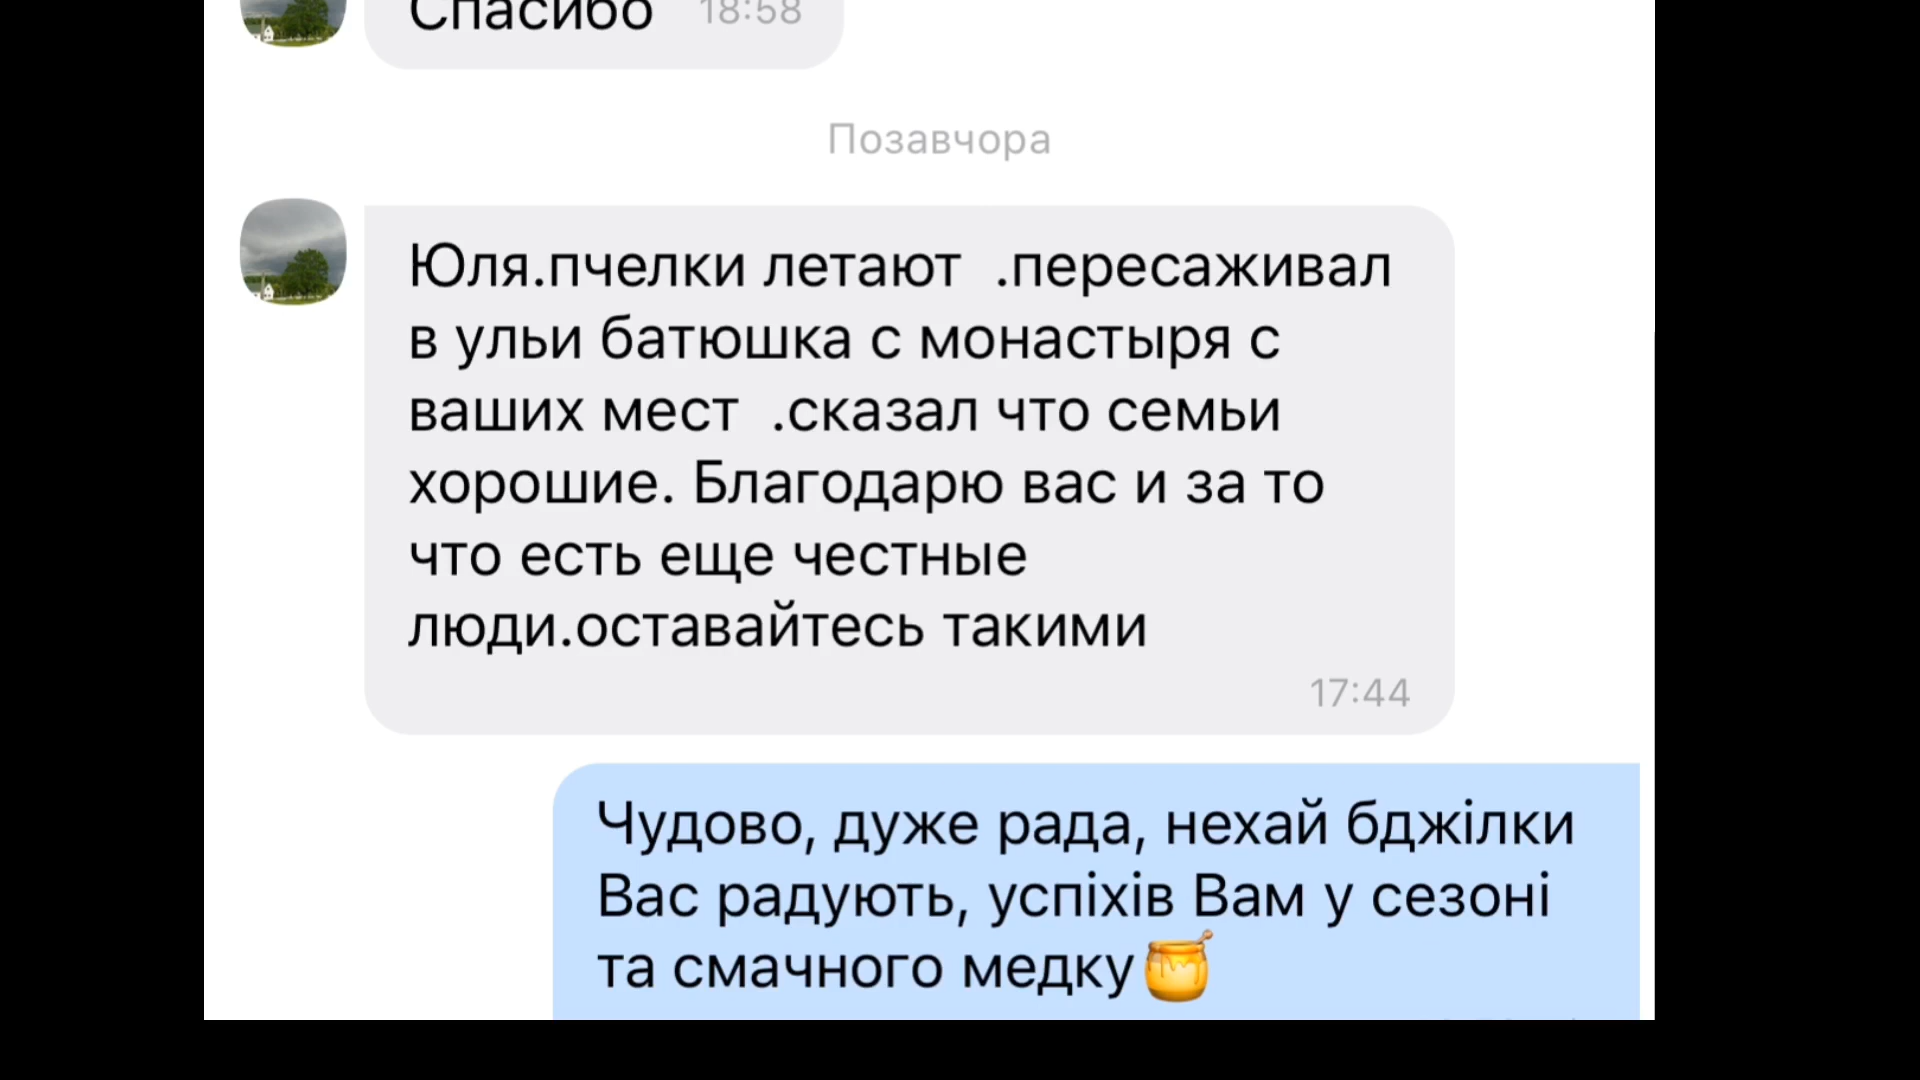 Спасибо 18:58
Позавчора
Юля.пчелки летают  .пересаживал
в ульи батюшка с монастыря с
ваших мест  .сказал что семьи
хорошие. Благодарю вас и за то
что есть еще честные
люди.оставайтесь такими
17:44
Чудово, дуже рада, нехай бджілки
Вас радують, успіхів Вам у сезоні
та смачного медку🍯